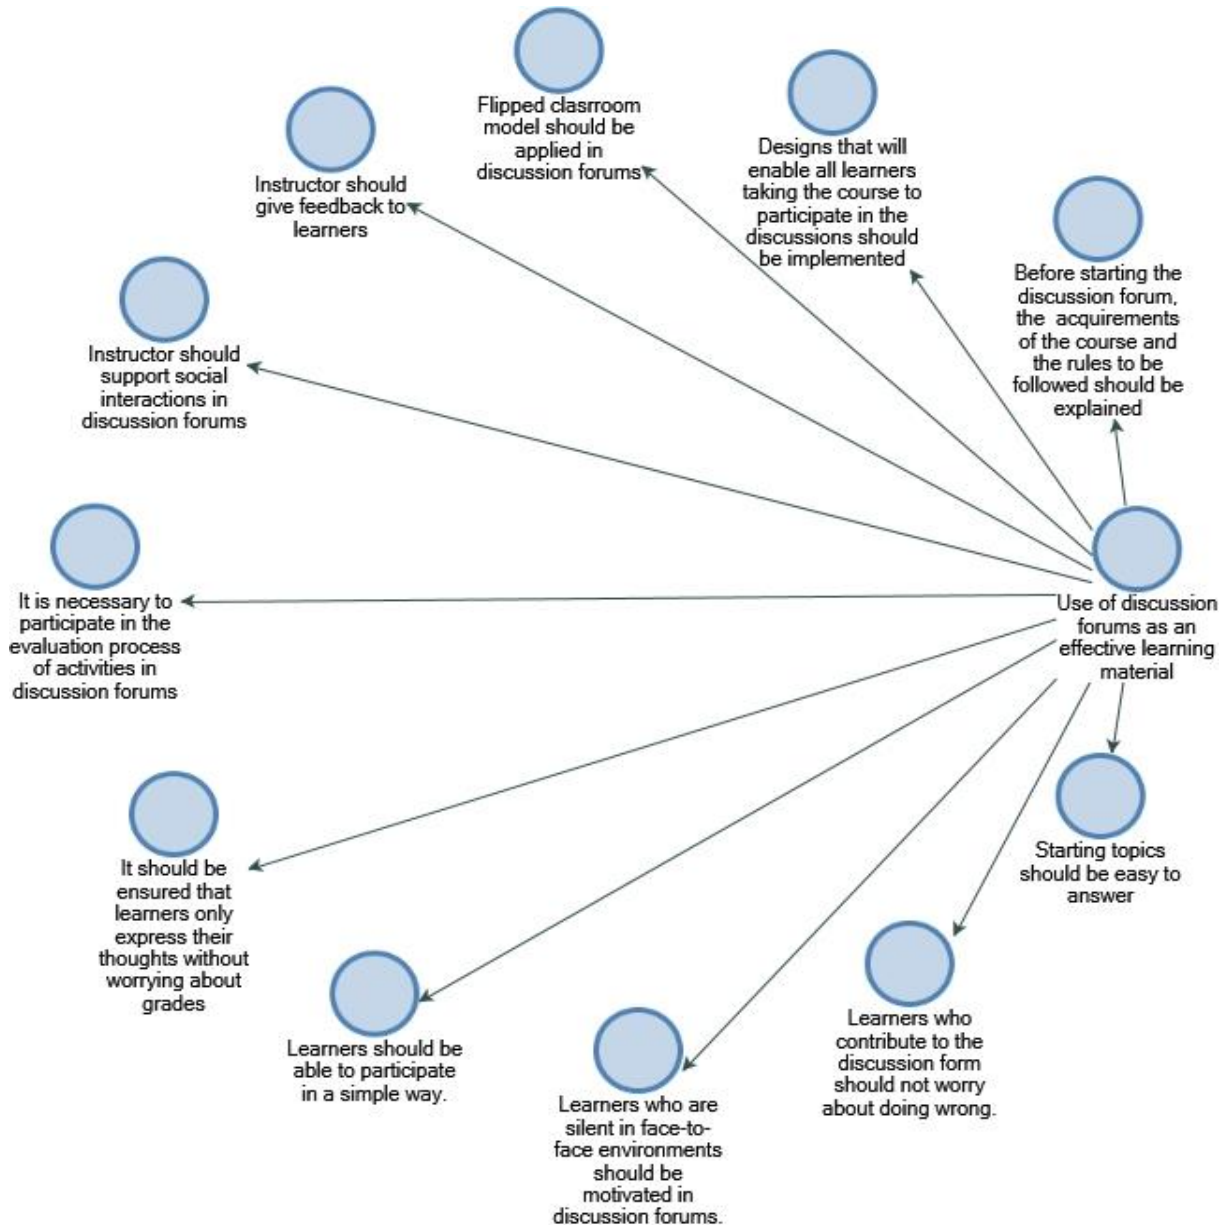 Flipped clasrroom
model should be
applied in
discussion forums
Designs that will
enable all learners
taking the course to
participate in the
discussions should
be implemented
Instructor should
give feedback to
learners
Before starting the
discussion forum,
the acquirements
of the course and
the rules to be
followed should be
explained
Instructor should
support social
interactions in
discussion forums
It is necessary to
participate in the
evaluation process
of activities in
discussion forums
Use of discussion
forums as an
effective learning
material
It should be
ensured that
learners only
express their
thoughts without
worrying about
grades
Starting topics
should be easy to
answer
Learners should be
able to participate
in a simple way.
Learners who
contribute to the
discussion form
should not worry
about doing wrong.
Learners who are
silent in face-to-
face environments
should be
motivated in
discussion forums.